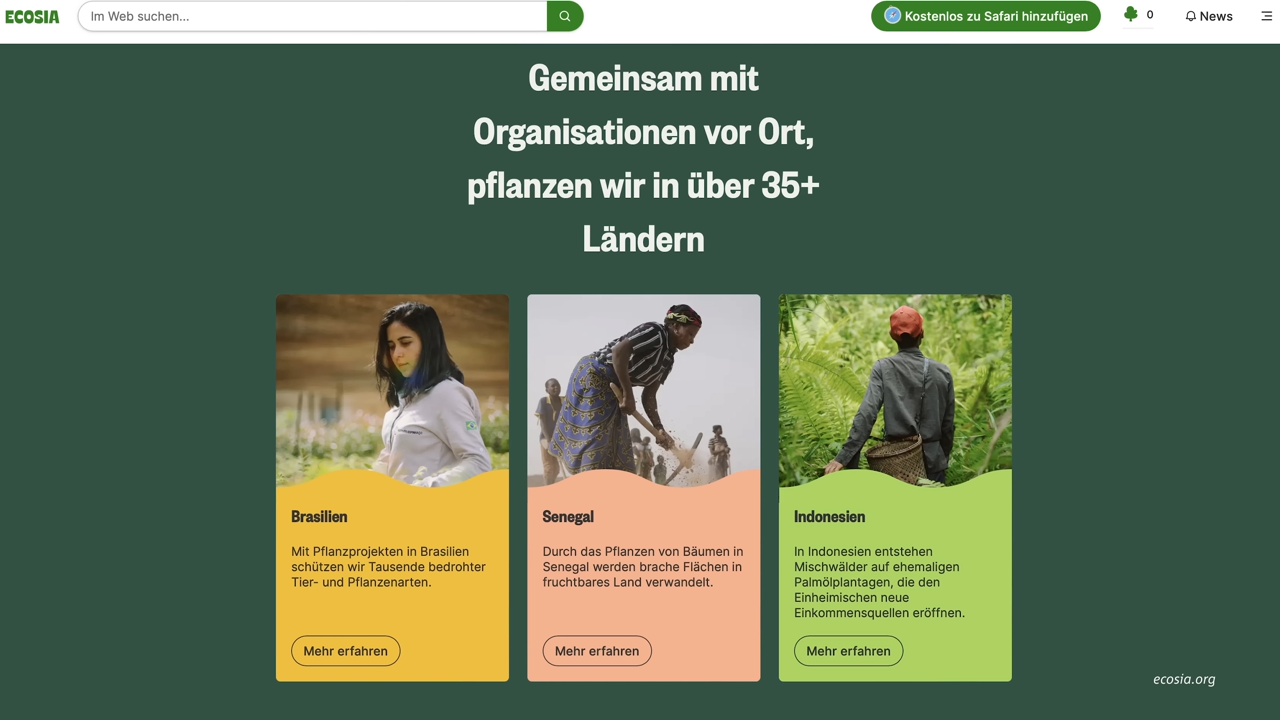 ECOSIA
Im Web suchen...
Kostenlos zu Safari hinzufügen
0
News
Gemeinsam mit
Organisationen vor Ort,
pflanzen wir in über 35+
Ländern
Brasilien
Mit Pflanzprojekten in Brasilien
schützen wir Tausende bedrohter
Tier- und Pflanzenarten.
Mehr erfahren
Senegal
Durch das Pflanzen von Bäumen in
Senegal werden brache Flächen in
fruchtbares Land verwandelt.
Mehr erfahren
Indonesien
In Indonesien entstehen
Mischwälder auf ehemaligen
Palmölplantagen, die den
Einheimischen neue
Einkommensquellen eröffnen.
Mehr erfahren
ecosia.org